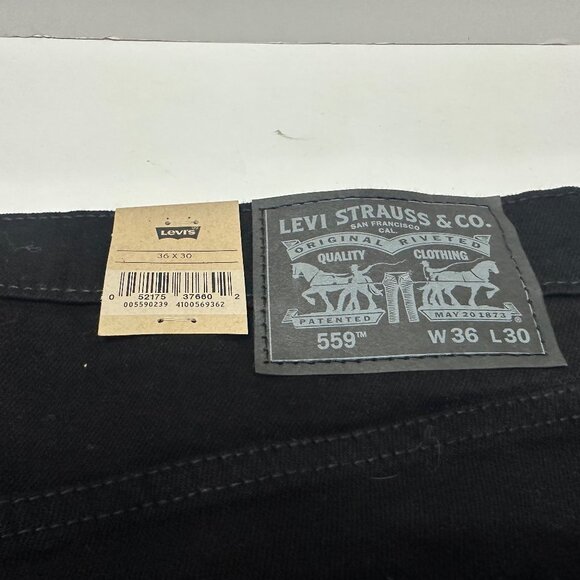 Levi's
36 X 30
0 52175 37660 2
005590239 4100569362
LEVI STRAUSS & CO.
SAN FRANCISCO
CAL.
ORIGINAL RIVETED
QUALITY CLOTHING
PATENTED MAY 20 1873 ®
559™ W36 L30